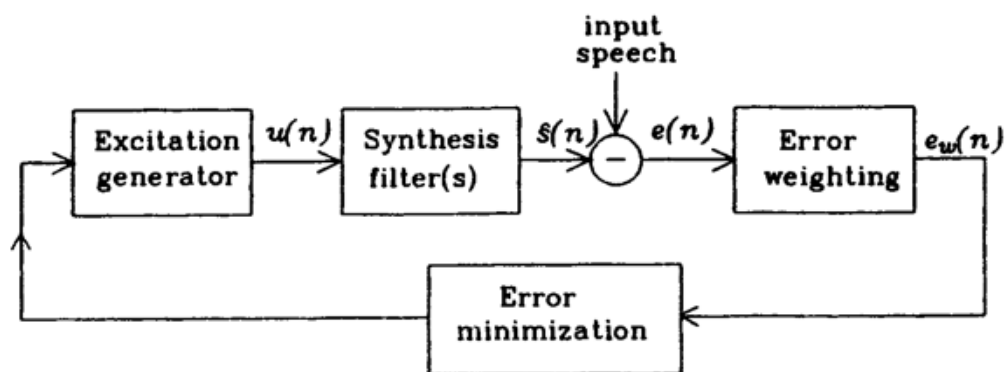 input
speech
Excitation
generator
u(n)
Synthesis
filter(s)
ŝ(n)
−
e(n)
Error
weighting
e_w(n)
Error
minimization